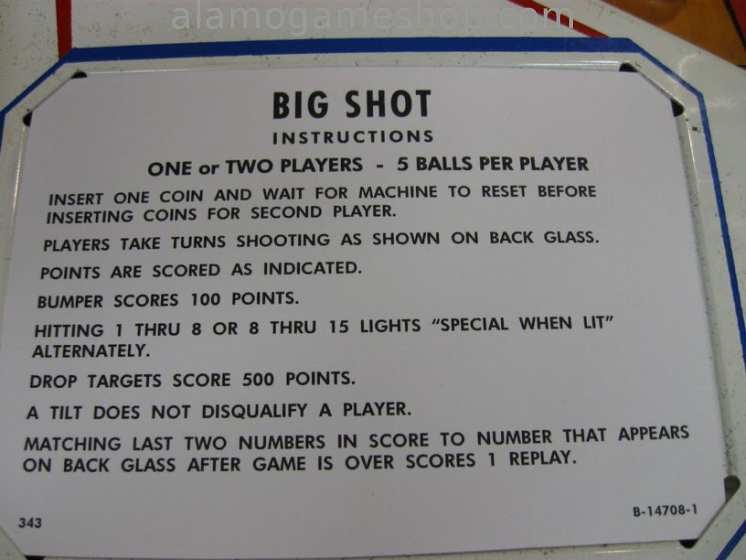 alamogameshop.com
BIG SHOT
INSTRUCTIONS
ONE or TWO PLAYERS - 5 BALLS PER PLAYER
INSERT ONE COIN AND WAIT FOR MACHINE TO RESET BEFORE
INSERTING COINS FOR SECOND PLAYER.
PLAYERS TAKE TURNS SHOOTING AS SHOWN ON BACK GLASS.
POINTS ARE SCORED AS INDICATED.
BUMPER SCORES 100 POINTS.
HITTING 1 THRU 8 OR 8 THRU 15 LIGHTS “SPECIAL WHEN LIT”
ALTERNATELY.
DROP TARGETS SCORE 500 POINTS.
A TILT DOES NOT DISQUALIFY A PLAYER.
MATCHING LAST TWO NUMBERS IN SCORE TO NUMBER THAT APPEARS
ON BACK GLASS AFTER GAME IS OVER SCORES 1 REPLAY.
343
B-14708-1